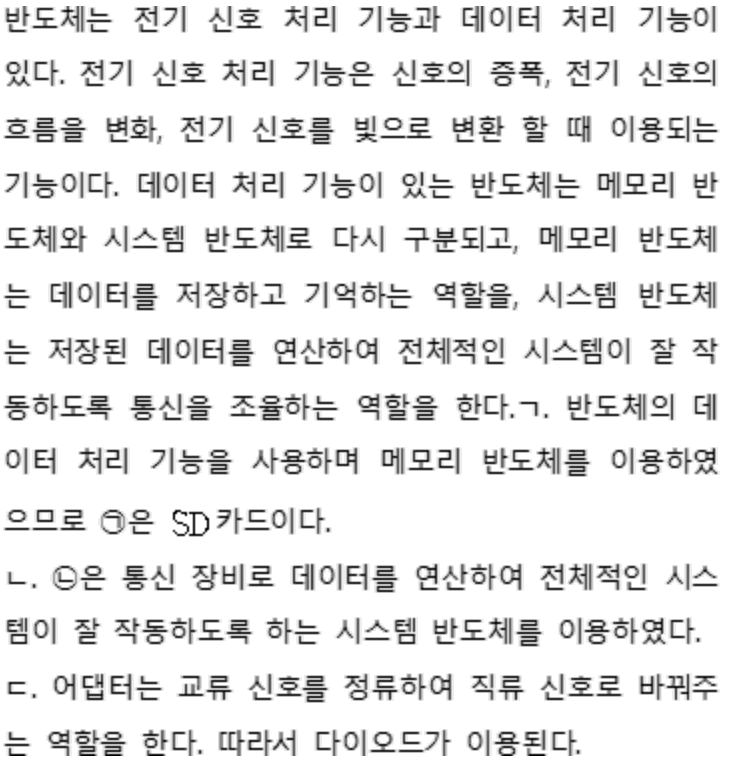 반도체는 전기 신호 처리 기능과 데이터 처리 기능이
있다. 전기 신호 처리 기능은 신호의 증폭, 전기 신호의
흐름을 변화, 전기 신호를 빛으로 변환 할 때 이용되는
기능이다. 데이터 처리 기능이 있는 반도체는 메모리 반
도체와 시스템 반도체로 다시 구분되고, 메모리 반도체
는 데이터를 저장하고 기억하는 역할을, 시스템 반도체
는 저장된 데이터를 연산하여 전체적인 시스템이 잘 작
동하도록 통신을 조율하는 역할을 한다.ㄱ. 반도체의 데
이터 처리 기능을 사용하며 메모리 반도체를 이용하였
으므로 ㉠은 SD카드이다.
ㄴ. ㉡은 통신 장비로 데이터를 연산하여 전체적인 시스
템이 잘 작동하도록 하는 시스템 반도체를 이용하였다.
ㄷ. 어댑터는 교류 신호를 정류하여 직류 신호로 바꿔주
는 역할을 한다. 따라서 다이오드가 이용된다.